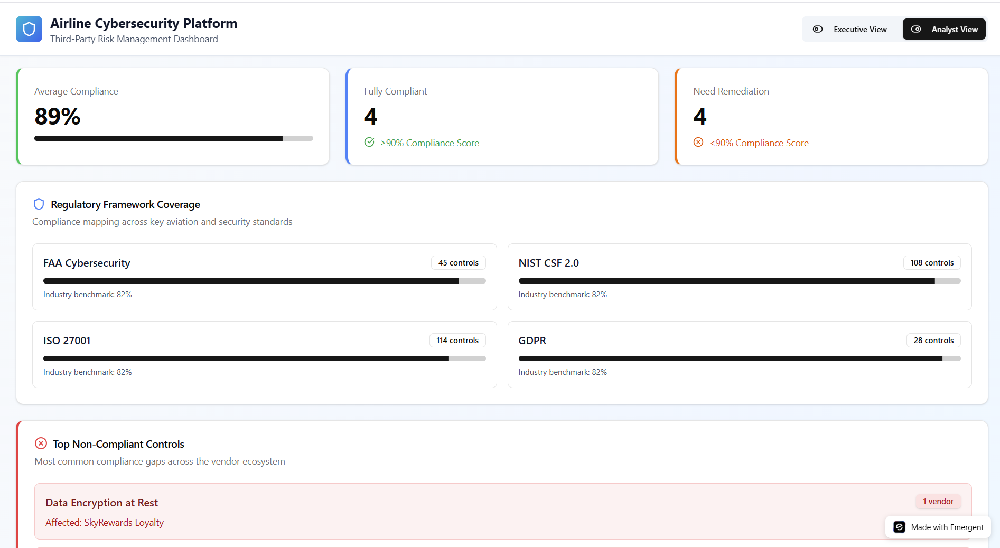 Airline Cybersecurity Platform
Third-Party Risk Management Dashboard
Executive View
Analyst View
Average Compliance
89%
Fully Compliant
4
≥90% Compliance Score
Need Remediation
4
<90% Compliance Score
Regulatory Framework Coverage
Compliance mapping across key aviation and security standards
FAA Cybersecurity
45 controls
Industry benchmark: 82%
NIST CSF 2.0
108 controls
Industry benchmark: 82%
ISO 27001
114 controls
Industry benchmark: 82%
GDPR
28 controls
Industry benchmark: 82%
Top Non-Compliant Controls
Most common compliance gaps across the vendor ecosystem
Data Encryption at Rest
1 vendor
Affected: SkyRewards Loyalty
Made with Emergent